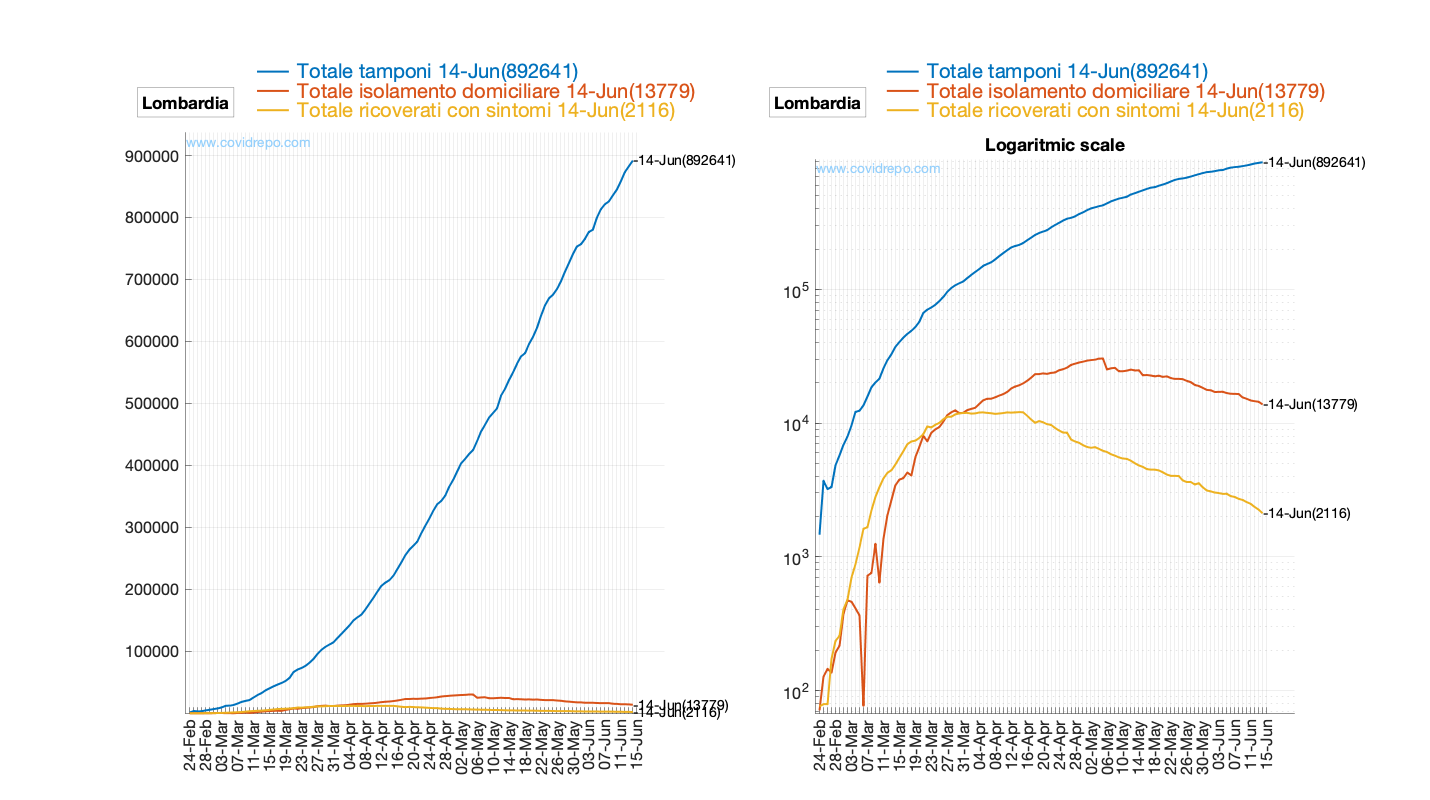 Totale tamponi 14-Jun(892641)
Totale isolamento domiciliare 14-Jun(13779)
Totale ricoverati con sintomi 14-Jun(2116)
Lombardia
www.covidrepo.com
900000
800000
700000
600000
500000
400000
300000
200000
100000
-14-Jun(892641)
-14-Jun(13779)
-14-Jun(2116)
24-Feb
28-Feb
03-Mar
07-Mar
11-Mar
15-Mar
19-Mar
23-Mar
27-Mar
31-Mar
04-Apr
08-Apr
12-Apr
16-Apr
20-Apr
24-Apr
28-Apr
02-May
06-May
10-May
14-May
18-May
22-May
26-May
30-May
03-Jun
07-Jun
11-Jun
15-Jun
Totale tamponi 14-Jun(892641)
Totale isolamento domiciliare 14-Jun(13779)
Totale ricoverati con sintomi 14-Jun(2116)
Lombardia
Logaritmic scale
www.covidrepo.com
10^5
10^4
10^3
10^2
-14-Jun(892641)
-14-Jun(13779)
-14-Jun(2116)
24-Feb
28-Feb
03-Mar
07-Mar
11-Mar
15-Mar
19-Mar
23-Mar
27-Mar
31-Mar
04-Apr
08-Apr
12-Apr
16-Apr
20-Apr
24-Apr
28-Apr
02-May
06-May
10-May
14-May
18-May
22-May
26-May
30-May
03-Jun
07-Jun
11-Jun
15-Jun